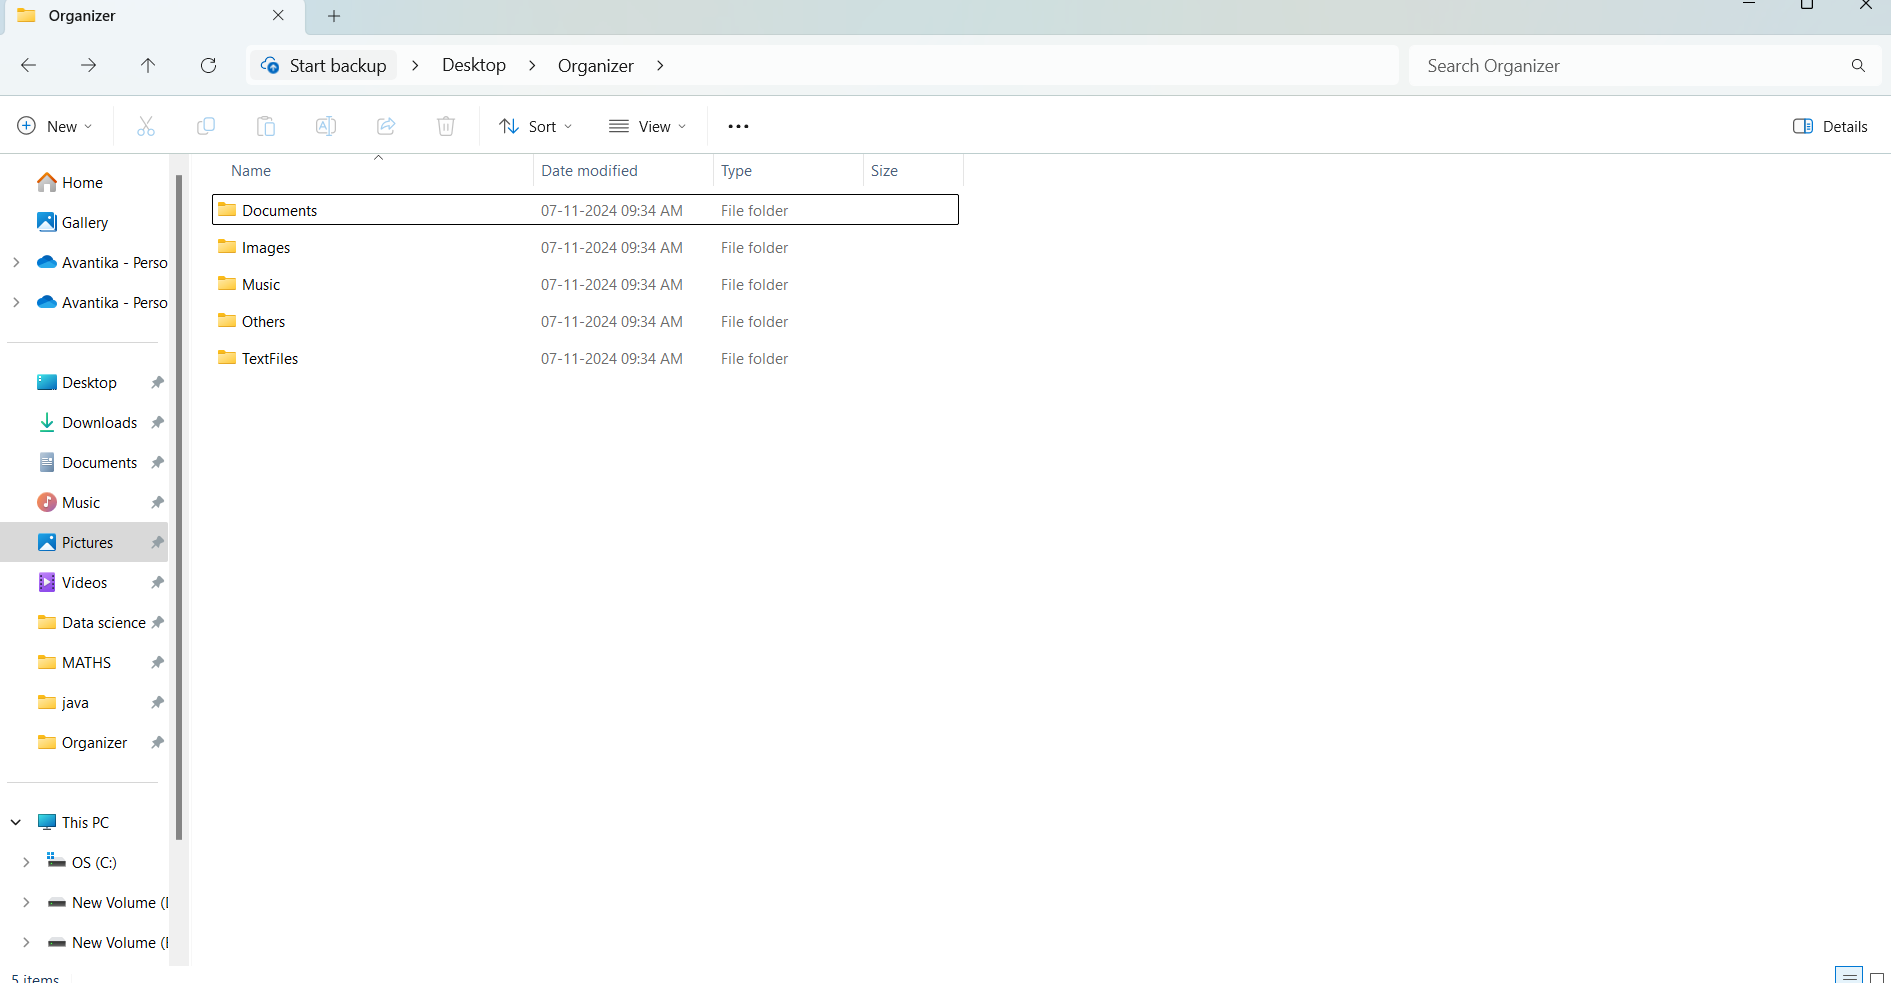 Organizer
Start backup > Desktop > Organizer >
Search Organizer
New
Sort
View
Details
Name Date modified Type Size
Documents 07-11-2024 09:34 AM File folder
Images 07-11-2024 09:34 AM File folder
Music 07-11-2024 09:34 AM File folder
Others 07-11-2024 09:34 AM File folder
TextFiles 07-11-2024 09:34 AM File folder
Home
Gallery
Avantika - Perso
Avantika - Perso
Desktop
Downloads
Documents
Music
Pictures
Videos
Data science
MATHS
java
Organizer
This PC
OS (C:)
New Volume (
New Volume (
5 items